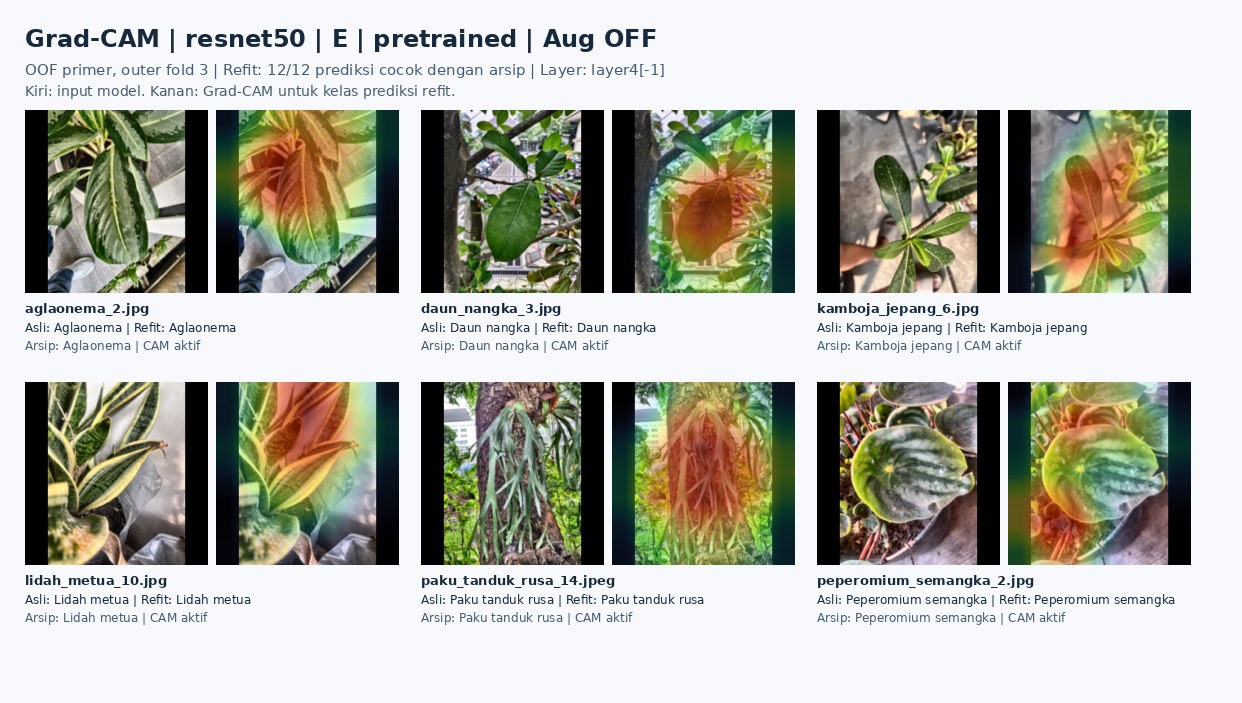 Grad-CAM | resnet50 | E | pretrained | Aug OFF
OOF primer, outer fold 3 | Refit: 12/12 prediksi cocok dengan arsip | Layer: layer4[-1]
Kiri: input model. Kanan: Grad-CAM untuk kelas prediksi refit.
aglaonema_2.jpg
Asli: Aglaonema | Refit: Aglaonema
Arsip: Aglaonema | CAM aktif
daun_nangka_3.jpg
Asli: Daun nangka | Refit: Daun nangka
Arsip: Daun nangka | CAM aktif
kamboja_jepang_6.jpg
Asli: Kamboja jepang | Refit: Kamboja jepang
Arsip: Kamboja jepang | CAM aktif
lidah_metua_10.jpg
Asli: Lidah metua | Refit: Lidah metua
Arsip: Lidah metua | CAM aktif
paku_tanduk_rusa_14.jpeg
Asli: Paku tanduk rusa | Refit: Paku tanduk rusa
Arsip: Paku tanduk rusa | CAM aktif
peperomium_semangka_2.jpg
Asli: Peperomium semangka | Refit: Peperomium semangka
Arsip: Peperomium semangka | CAM aktif